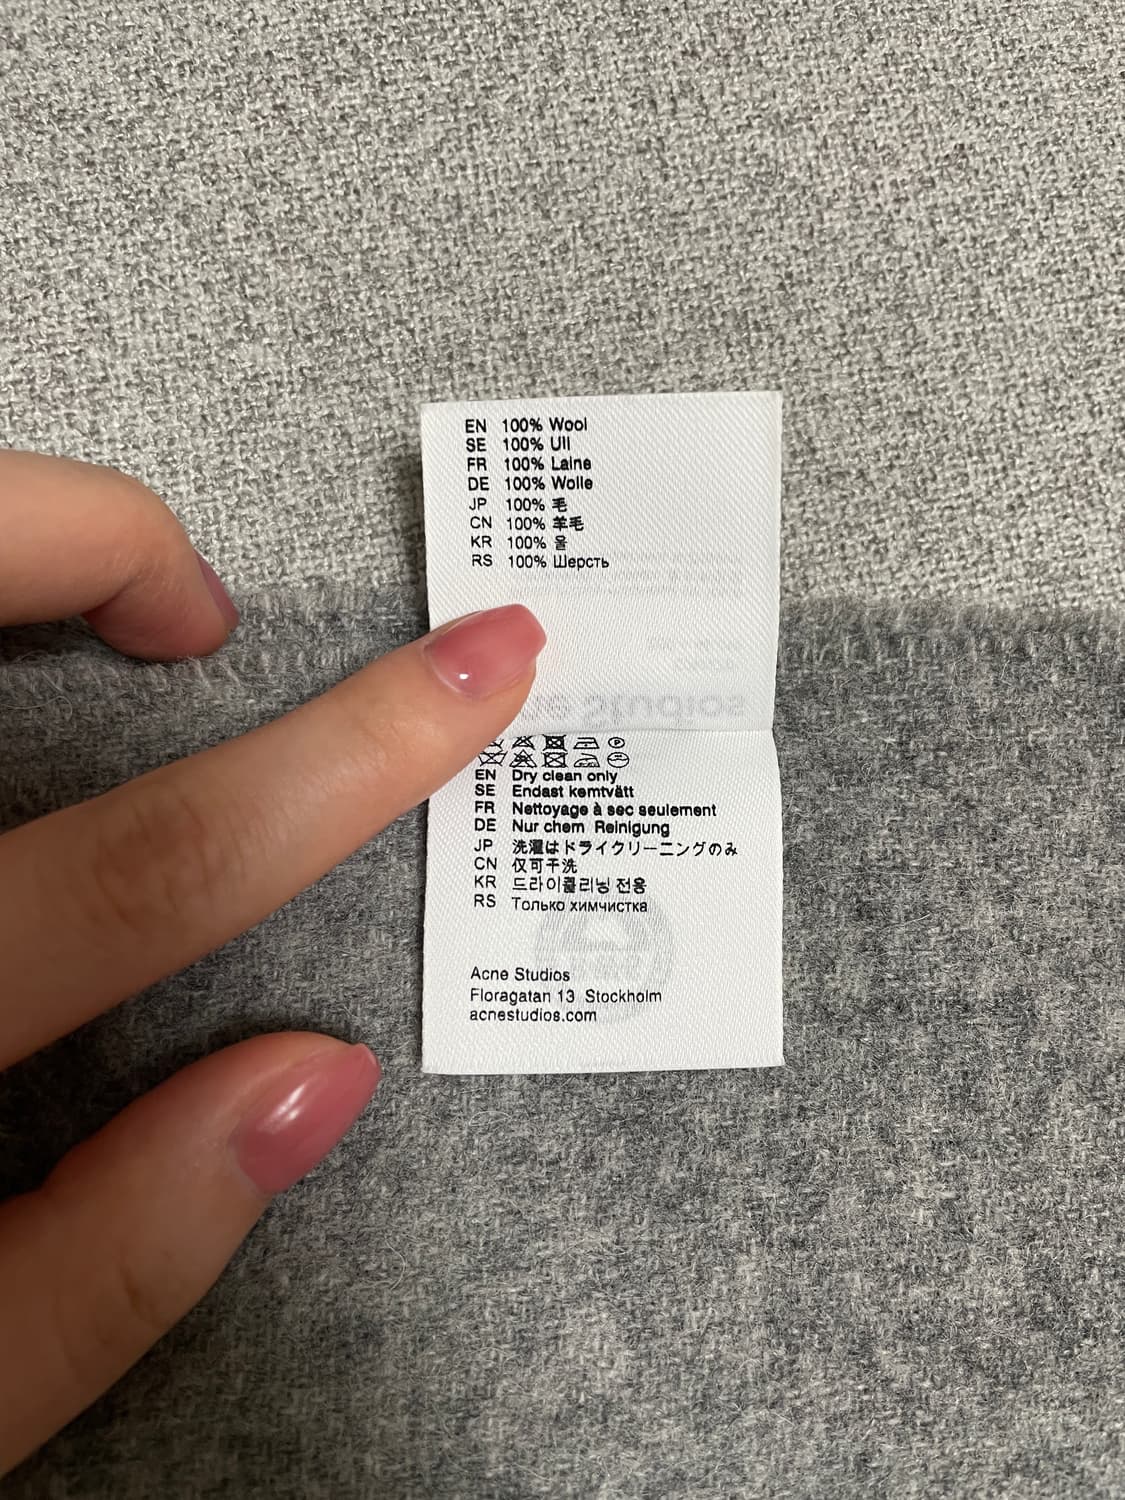 EN 100% Wool
SE 100% Ull
FR 100% Laine
DE 100% Wolle
JP 100% 毛
CN 100% 羊毛
KR 100% 울
RS 100% Шерсть
EN Dry clean only
SE Endast kemtvätt
FR Nettoyage à sec seulement
DE Nur chem Reinigung
JP 洗濯はドライクリーニングのみ
CN 仅可干洗
KR 드라이클리닝 전용
RS Только химчистка
Acne Studios
Floragatan 13 Stockholm
acnestudios.com